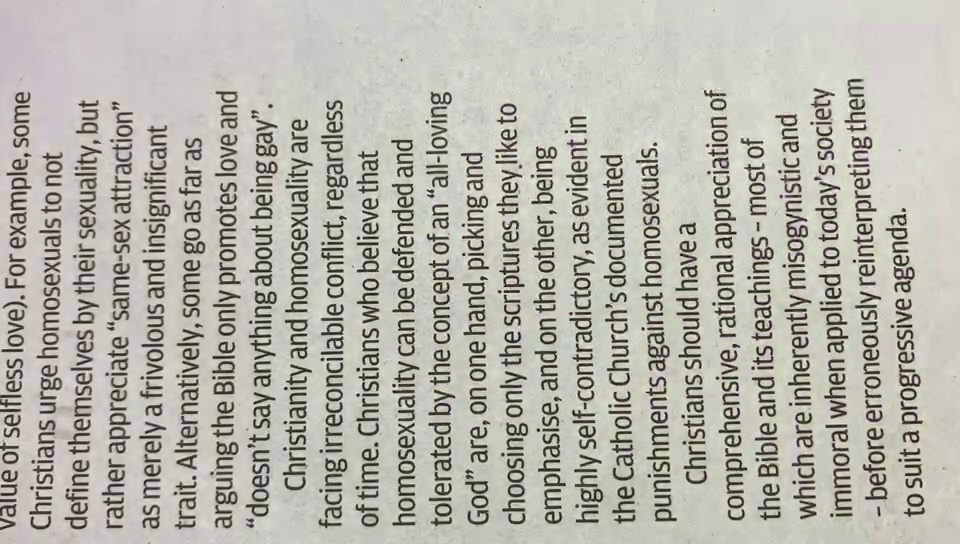 value of selfless love). For example, some
Christians urge homosexuals to not
define themselves by their sexuality, but
rather appreciate “same-sex attraction”
as merely a frivolous and insignificant
trait. Alternatively, some go as far as
arguing the Bible only promotes love and
“doesn't say anything about being gay”.
Christianity and homosexuality are
facing irreconcilable conflict, regardless
of time. Christians who believe that
homosexuality can be defended and
tolerated by the concept of an “all-loving
God” are, on one hand, picking and
choosing only the scriptures they like to
emphasise, and on the other, being
highly self-contradictory, as evident in
the Catholic Church's documented
punishments against homosexuals.
Christians should have a
comprehensive, rational appreciation of
the Bible and its teachings – most of
which are inherently misogynistic and
immoral when applied to today's society
– before erroneously reinterpreting them
to suit a progressive agenda.